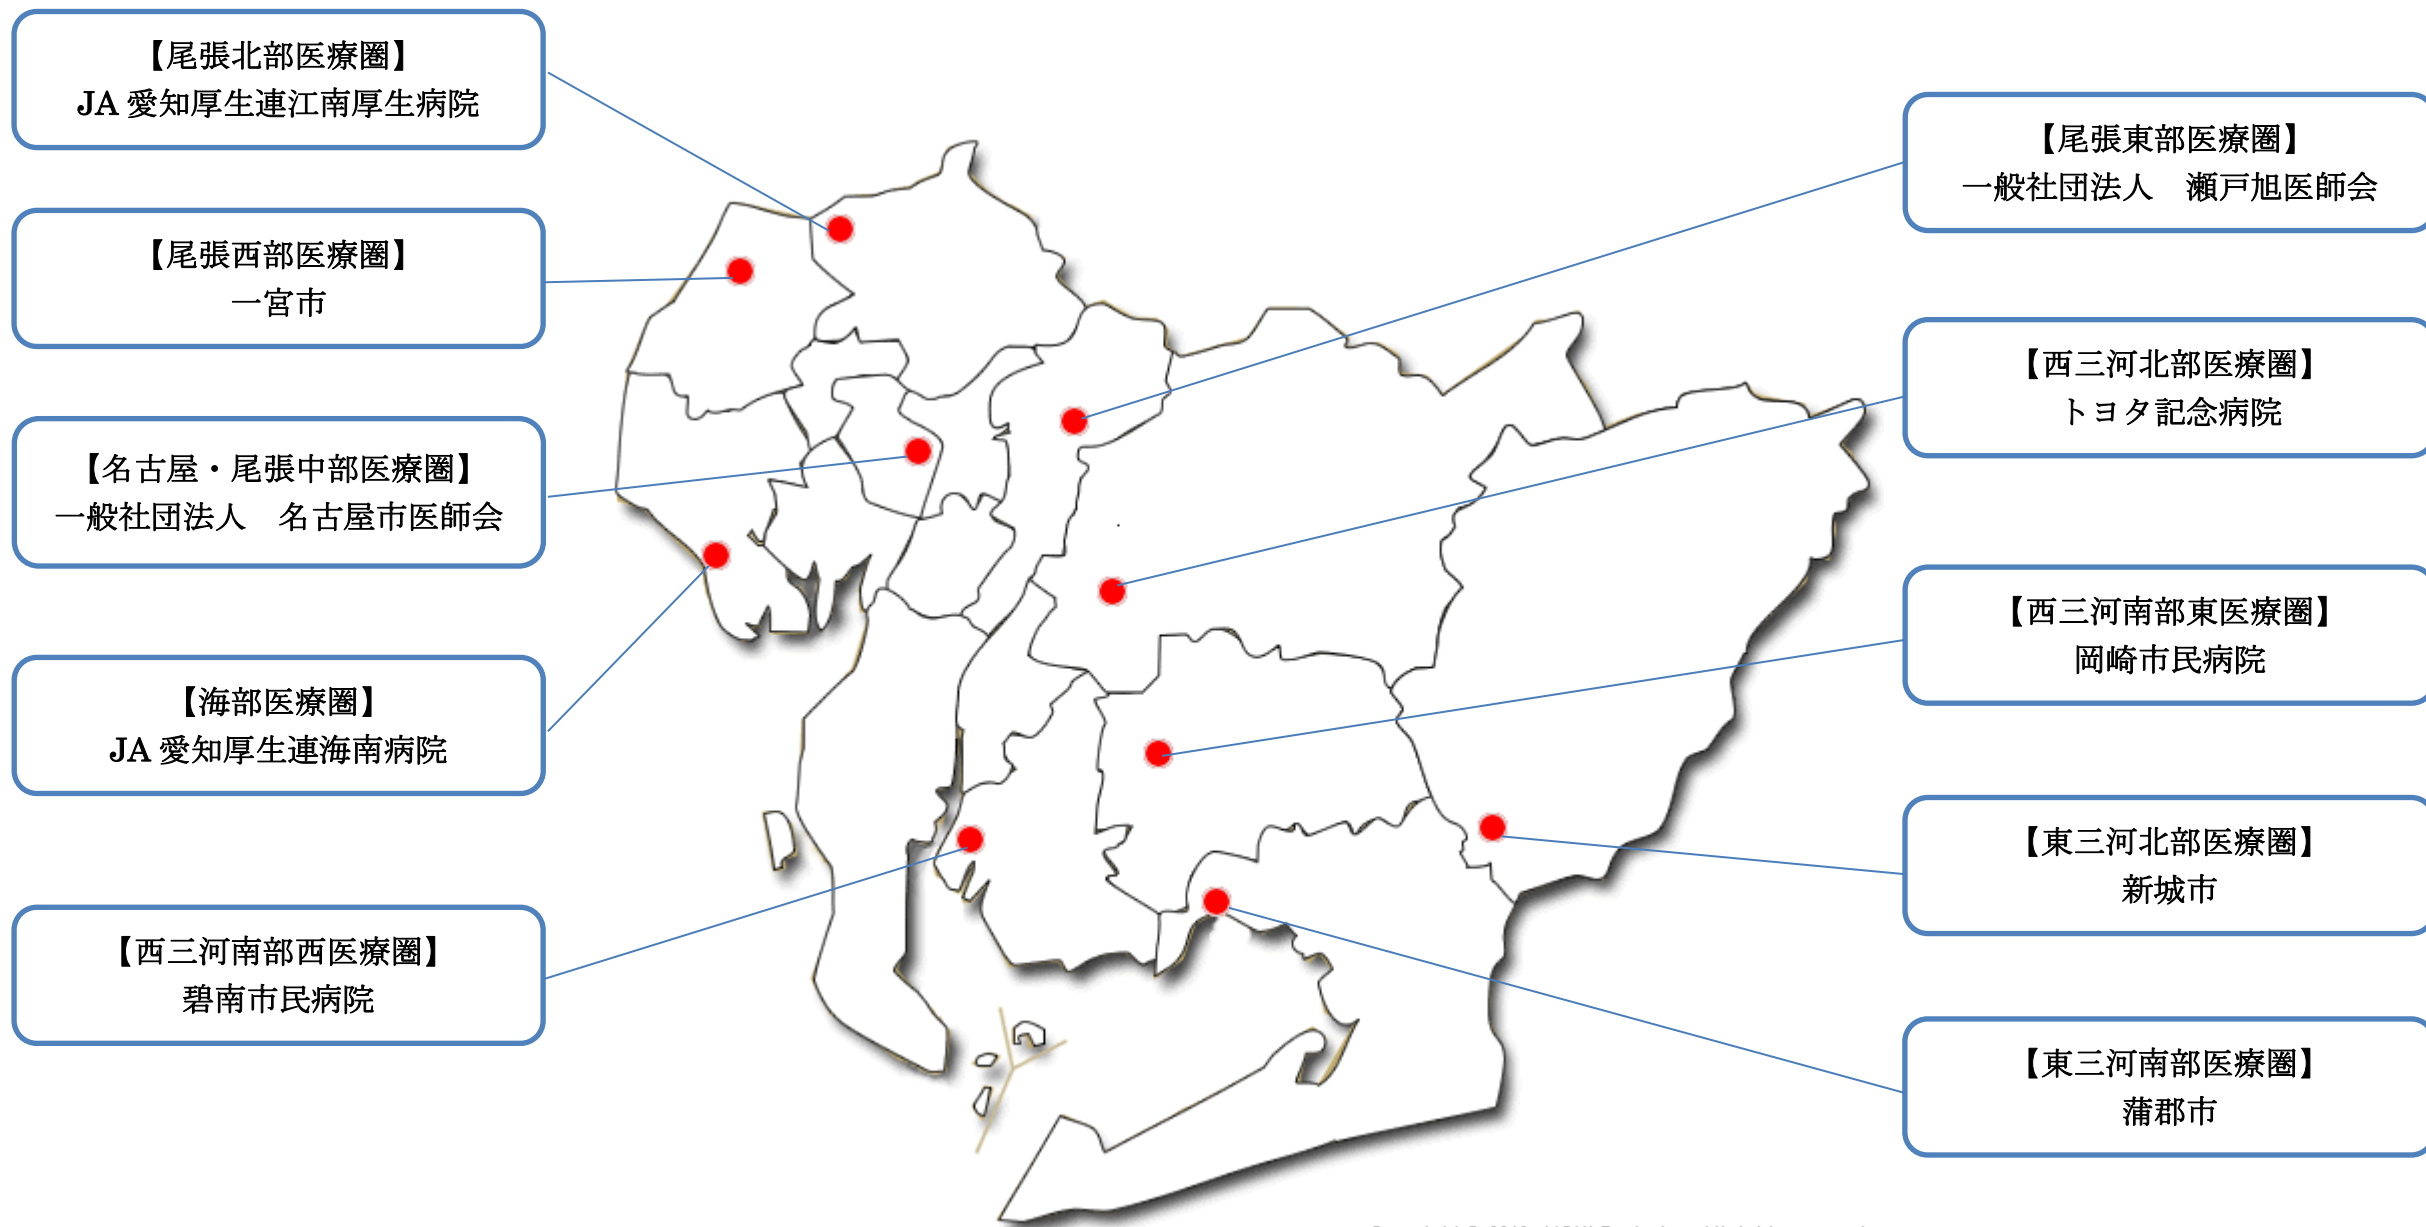 【尾張北部医療圏】
JA 愛知厚生連江南厚生病院
【尾張西部医療圏】
一宮市
【名古屋・尾張中部医療圏】
一般社団法人　名古屋市医師会
【海部医療圏】
JA 愛知厚生連海南病院
【西三河南部西医療圏】
碧南市民病院
【尾張東部医療圏】
一般社団法人　瀬戸旭医師会
【西三河北部医療圏】
トヨタ記念病院
【西三河南部東医療圏】
岡崎市民病院
【東三河北部医療圏】
新城市
【東三河南部医療圏】
蒲郡市